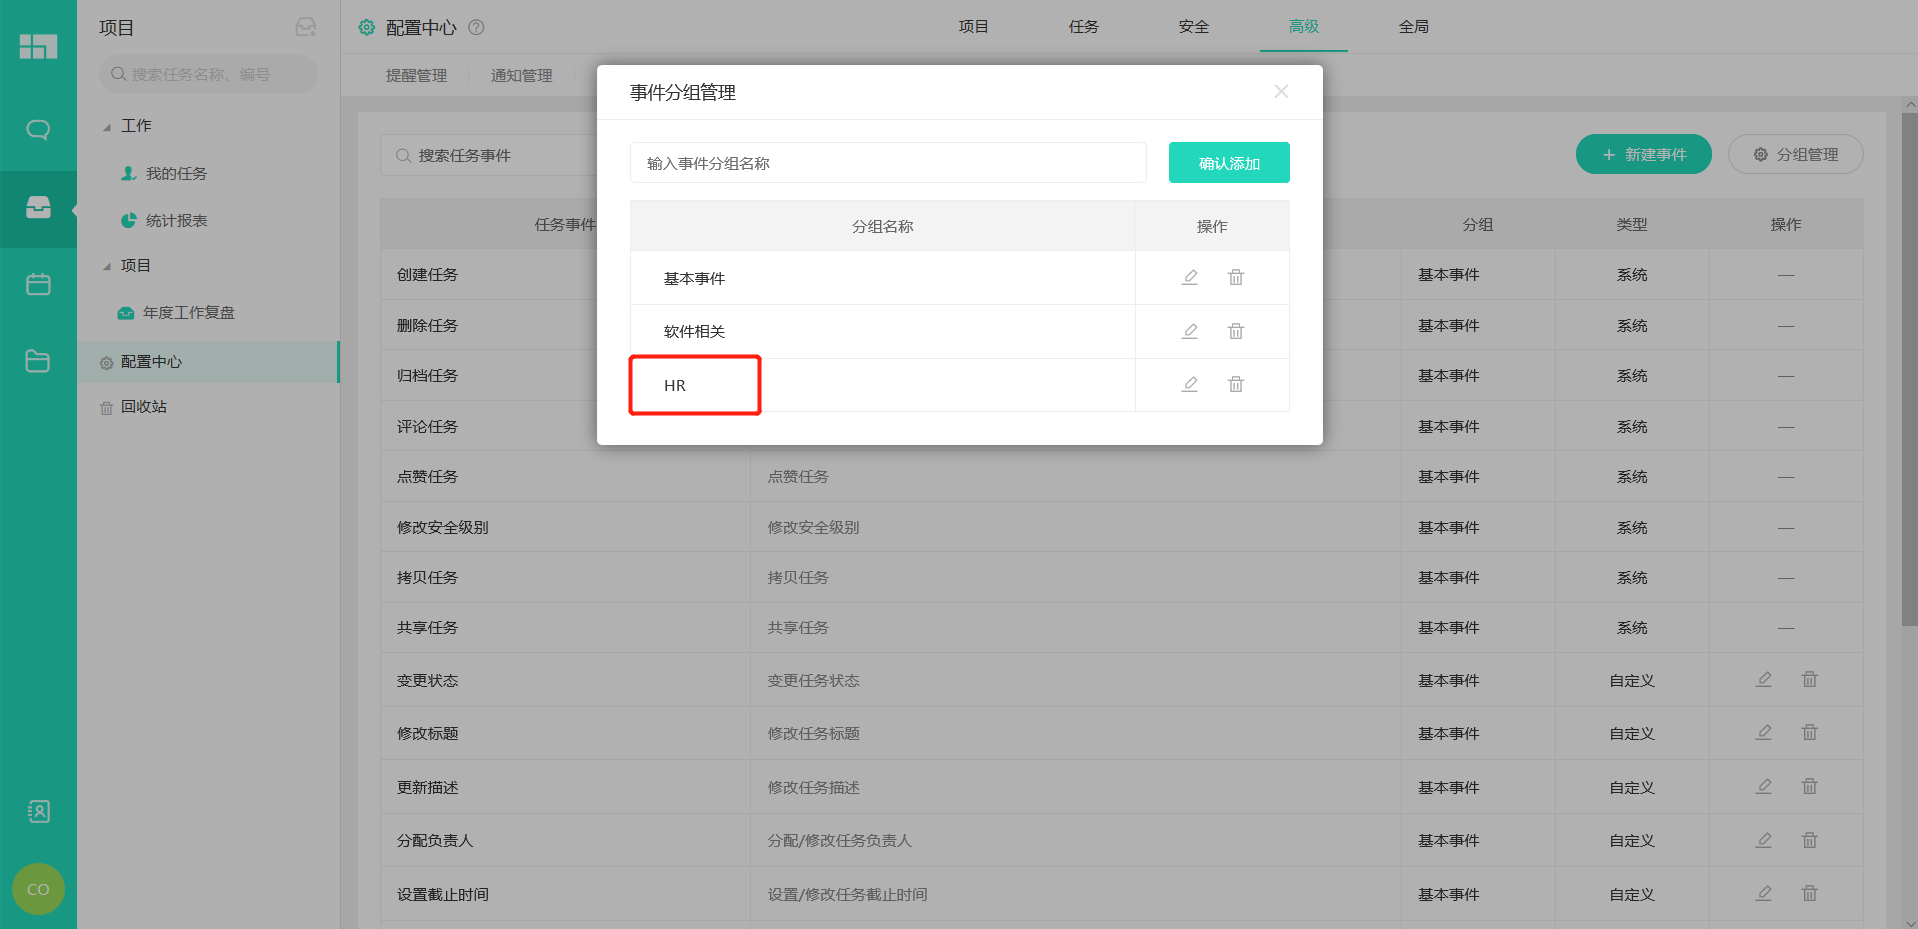 项目
搜索任务名称、编号
工作
我的任务
统计报表
项目
年度工作复盘
配置中心
回收站
CO
配置中心 ?
项目 任务 安全 高级 全局
提醒管理 通知管理
事件分组管理
输入事件分组名称 确认添加
分组名称 操作
基本事件
软件相关
HR
搜索任务事件 + 新建事件 分组管理
任务事件 分组 类型 操作
创建任务 基本事件 系统 —
删除任务 基本事件 系统 —
归档任务 基本事件 系统 —
评论任务 基本事件 系统 —
点赞任务 点赞任务 基本事件 系统 —
修改安全级别 修改安全级别 基本事件 系统 —
拷贝任务 拷贝任务 基本事件 系统 —
共享任务 共享任务 基本事件 系统 —
变更状态 变更任务状态 基本事件 自定义
修改标题 修改任务标题 基本事件 自定义
更新描述 修改任务描述 基本事件 自定义
分配负责人 分配/修改任务负责人 基本事件 自定义
设置截止时间 设置/修改任务截止时间 基本事件 自定义